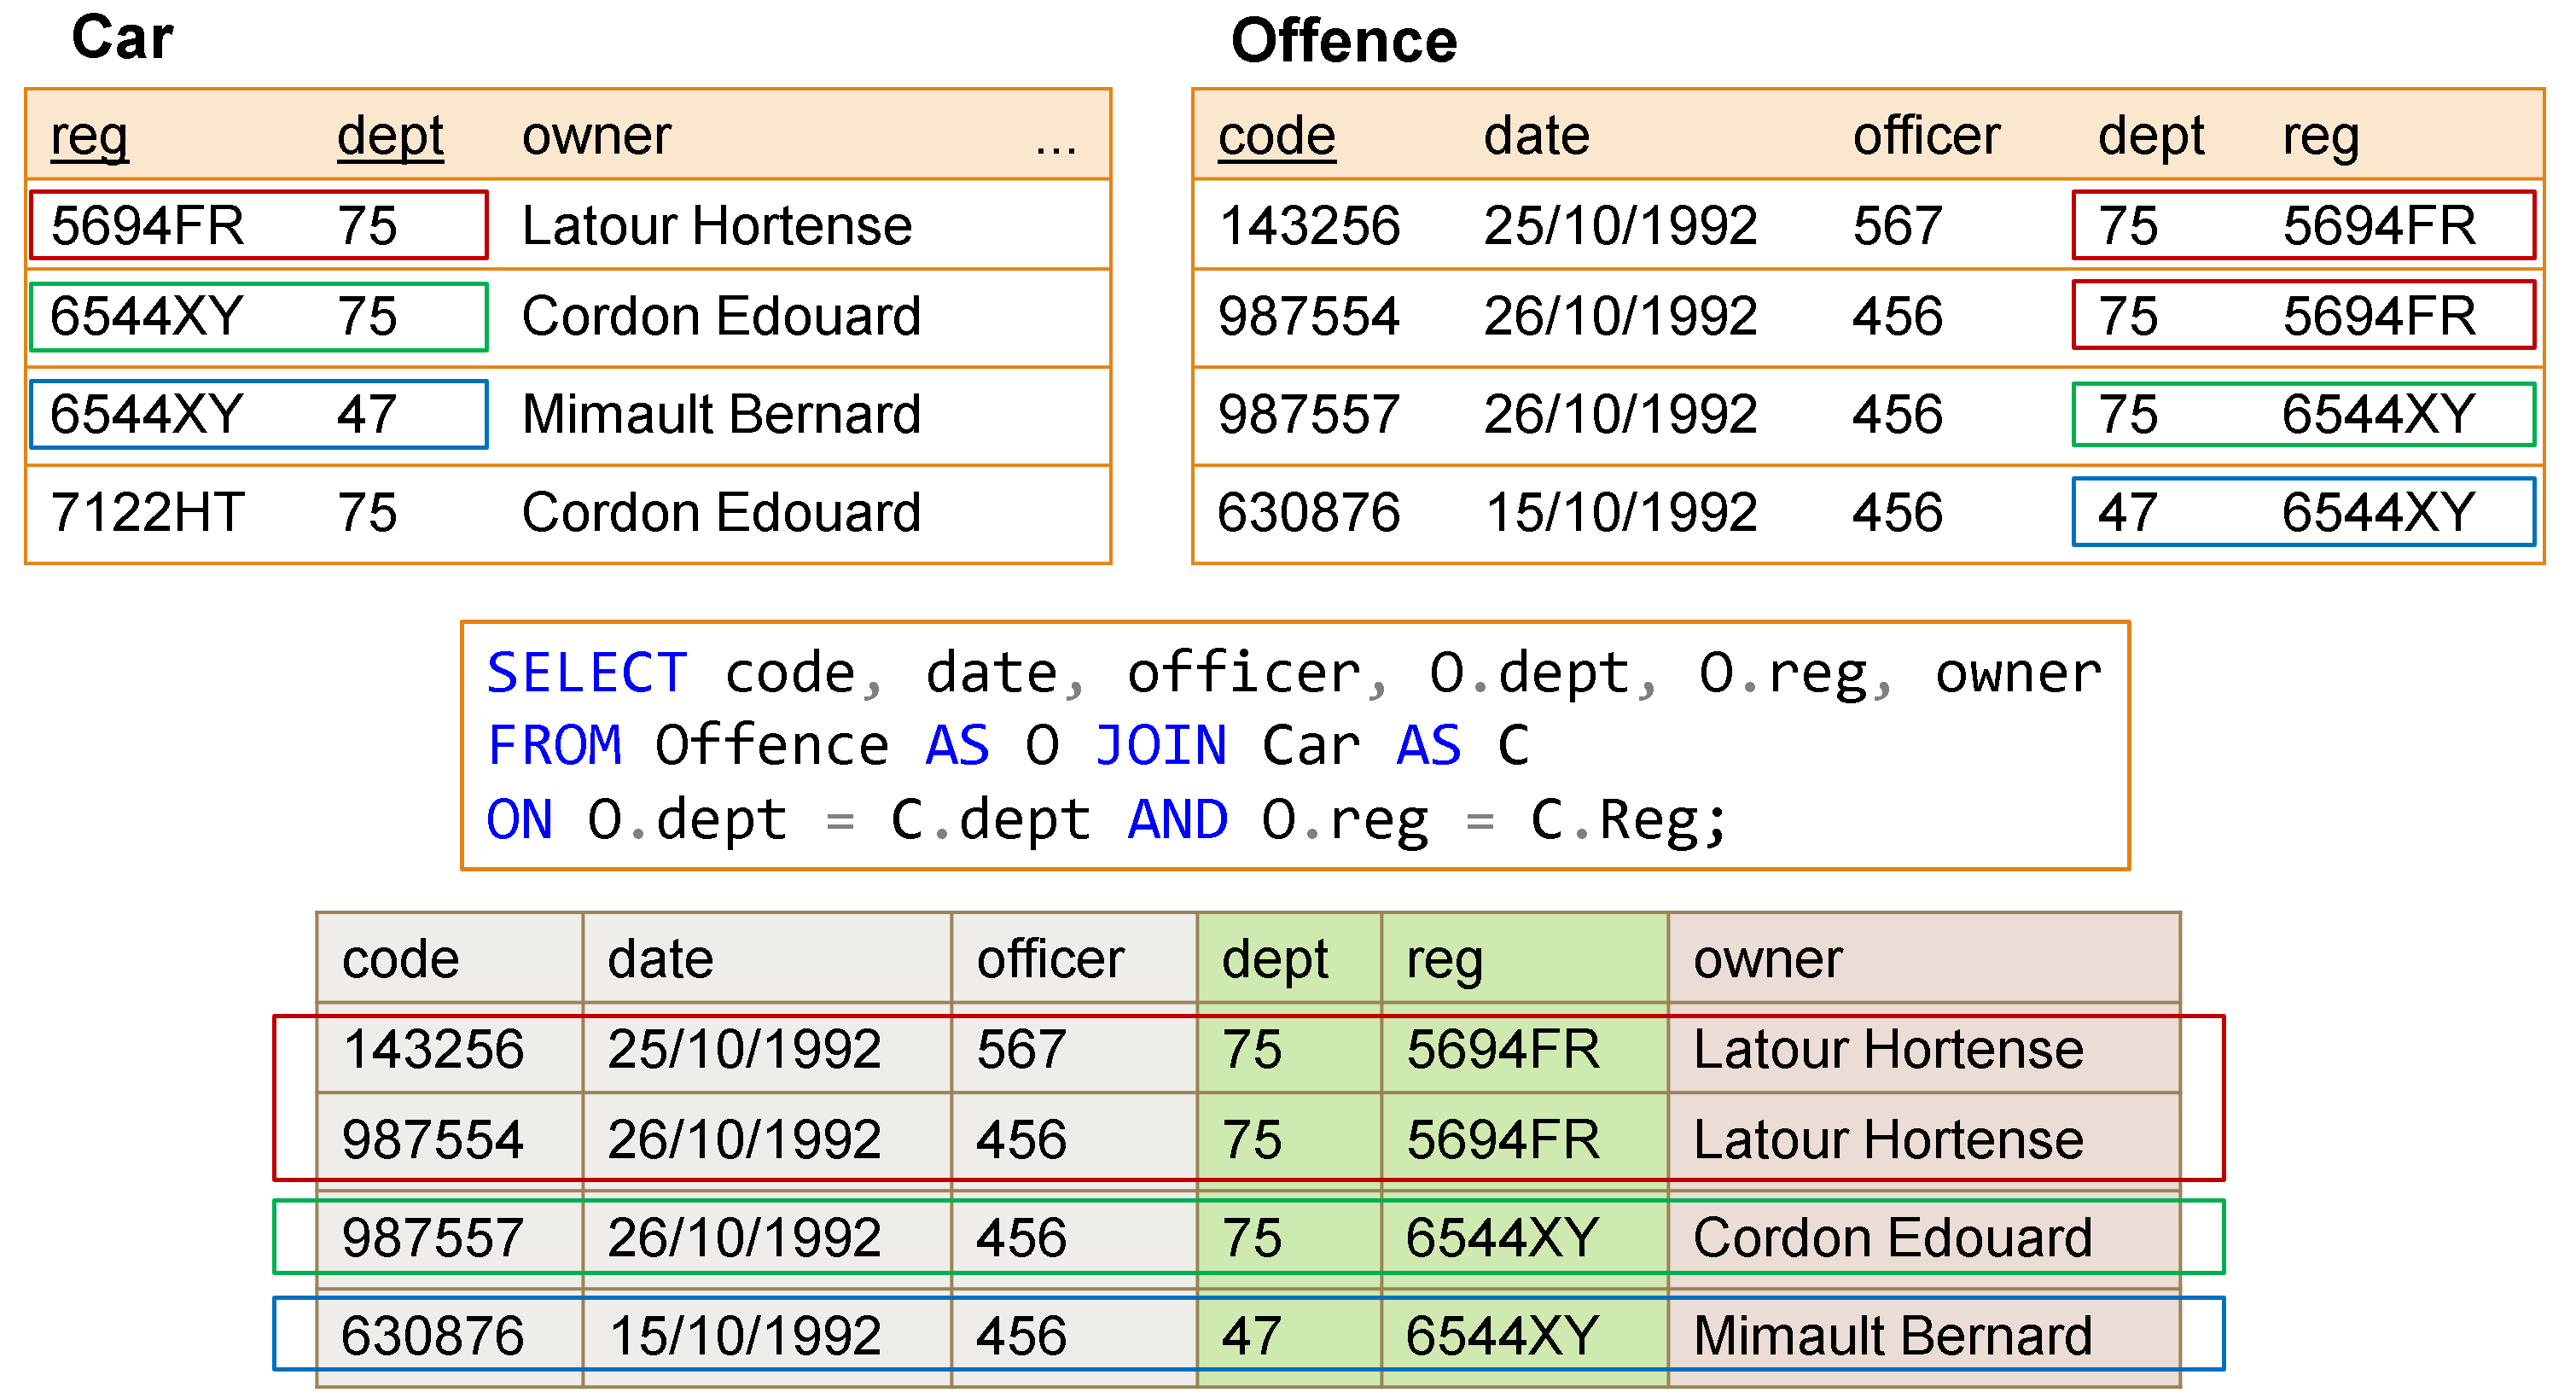 Car
reg dept owner ...
5694FR 75 Latour Hortense
6544XY 75 Cordon Edouard
6544XY 47 Mimault Bernard
7122HT 75 Cordon Edouard
Offence
code date officer dept reg
143256 25/10/1992 567 75 5694FR
987554 26/10/1992 456 75 5694FR
987557 26/10/1992 456 75 6544XY
630876 15/10/1992 456 47 6544XY
SELECT code, date, officer, O.dept, O.reg, owner
FROM Offence AS O JOIN Car AS C
ON O.dept = C.dept AND O.reg = C.Reg;
code date officer dept reg owner
143256 25/10/1992 567 75 5694FR Latour Hortense
987554 26/10/1992 456 75 5694FR Latour Hortense
987557 26/10/1992 456 75 6544XY Cordon Edouard
630876 15/10/1992 456 47 6544XY Mimault Bernard